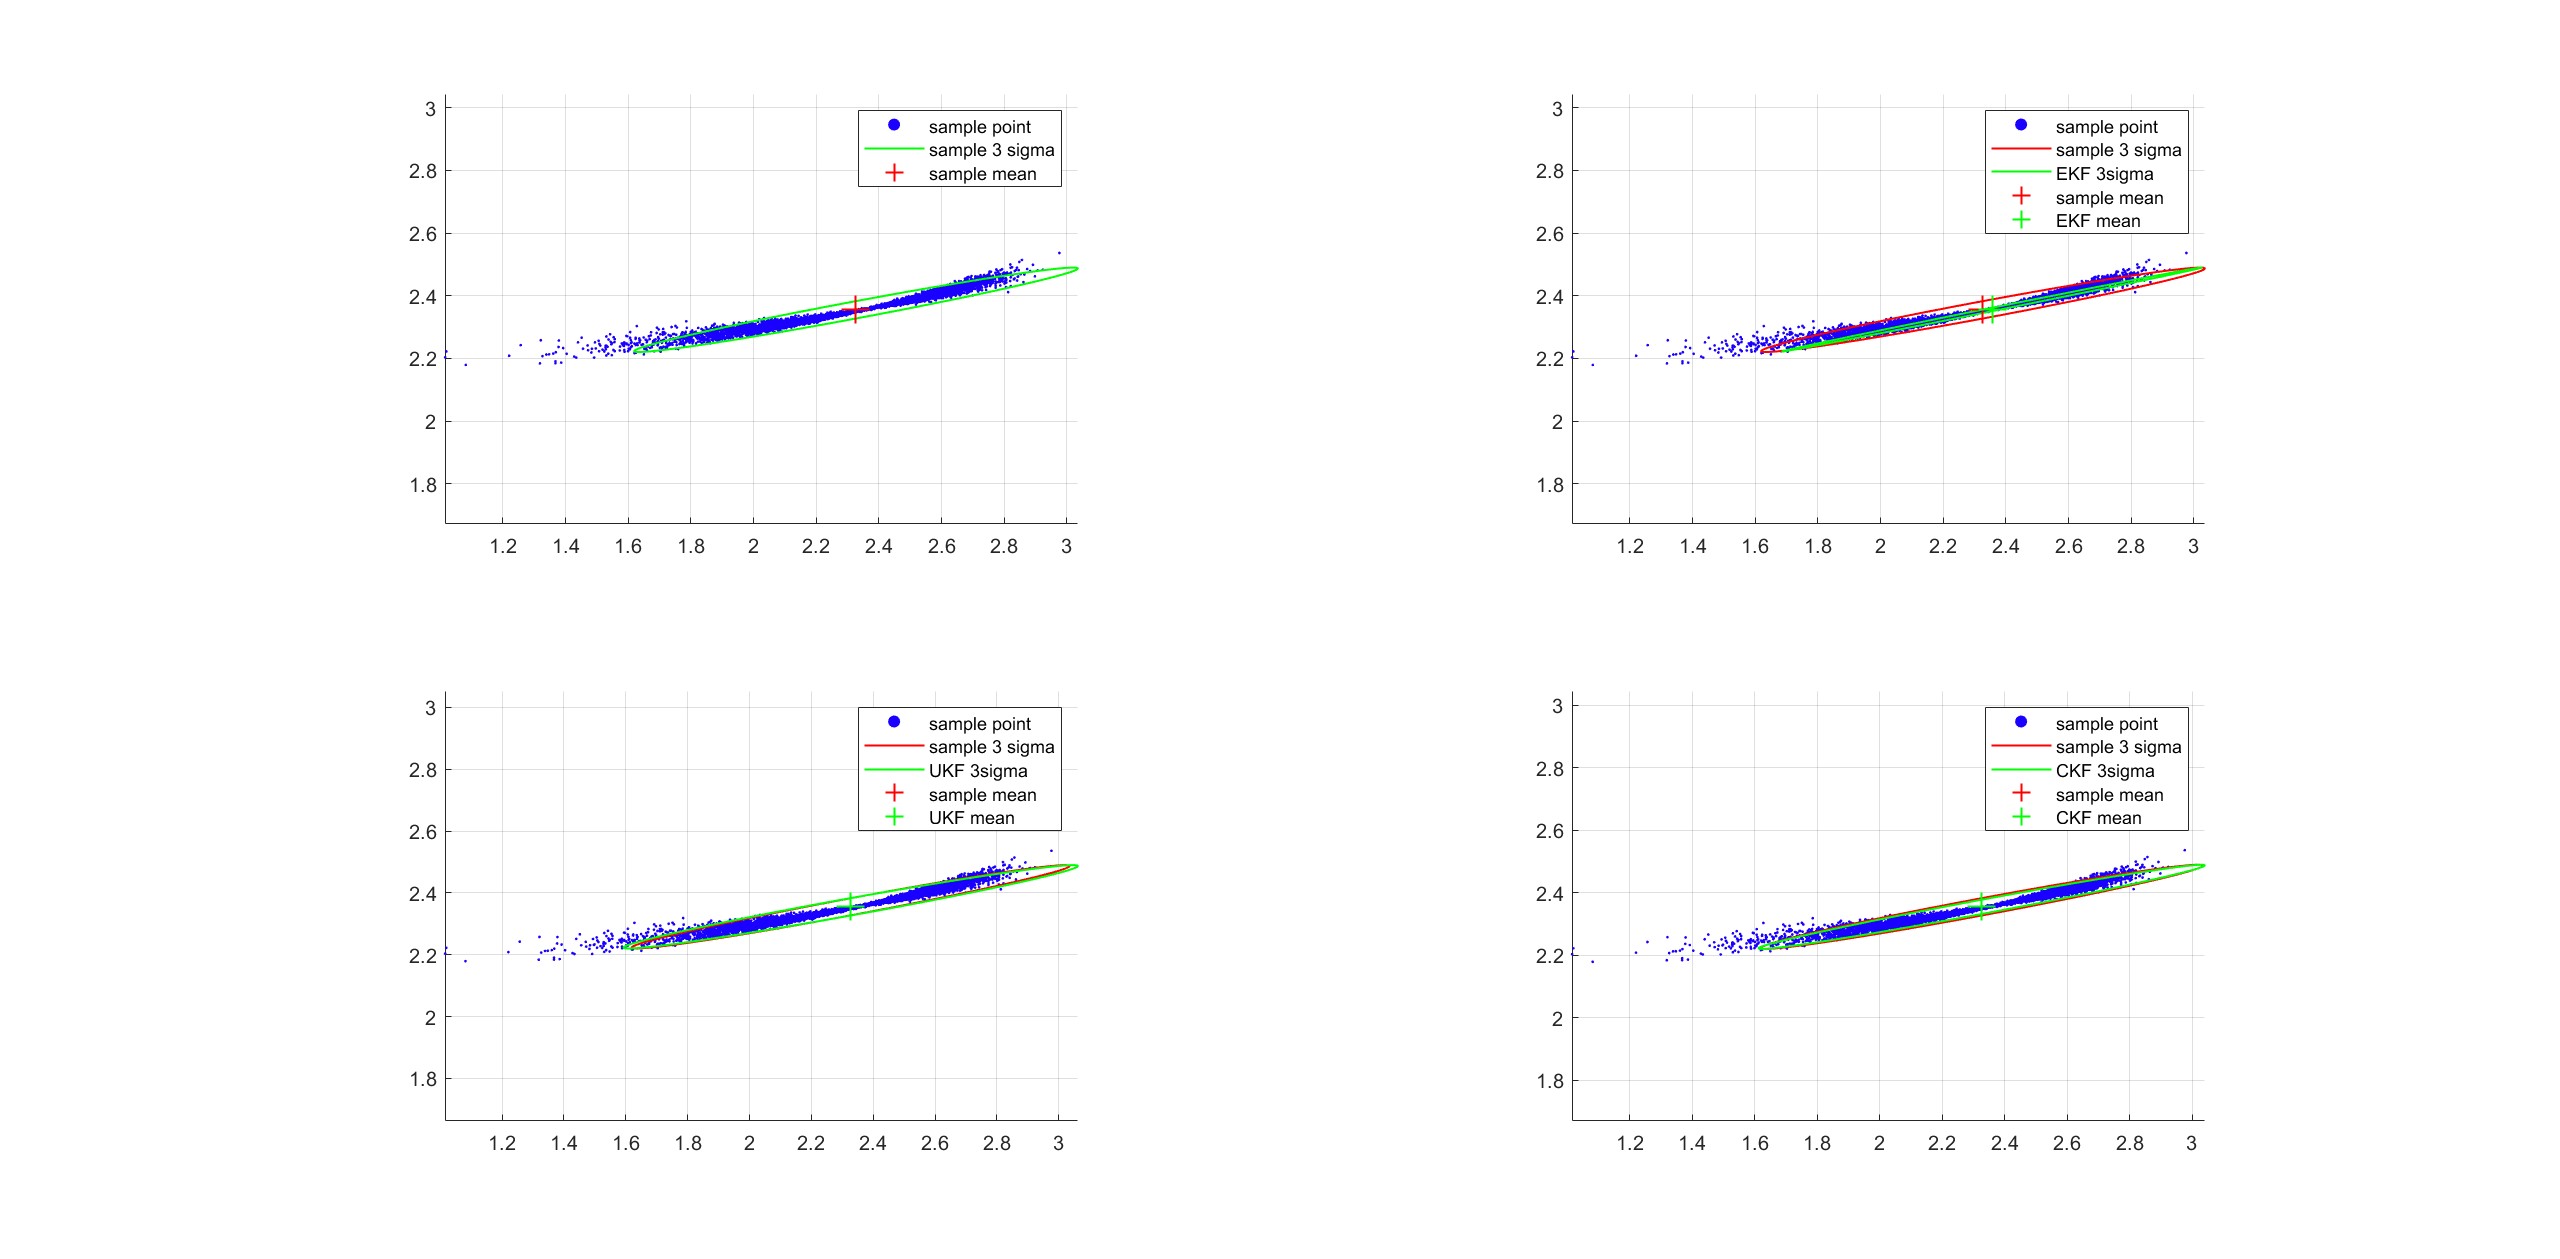 3
2.8
2.6
2.4
2.2
2
1.8
1.2 1.4 1.6 1.8 2 2.2 2.4 2.6 2.8 3
sample point
sample 3 sigma
sample mean
3
2.8
2.6
2.4
2.2
2
1.8
1.2 1.4 1.6 1.8 2 2.2 2.4 2.6 2.8 3
sample point
sample 3 sigma
EKF 3sigma
sample mean
EKF mean
3
2.8
2.6
2.4
2.2
2
1.8
1.2 1.4 1.6 1.8 2 2.2 2.4 2.6 2.8 3
sample point
sample 3 sigma
UKF 3sigma
sample mean
UKF mean
3
2.8
2.6
2.4
2.2
2
1.8
1.2 1.4 1.6 1.8 2 2.2 2.4 2.6 2.8 3
sample point
sample 3 sigma
CKF 3sigma
sample mean
CKF mean